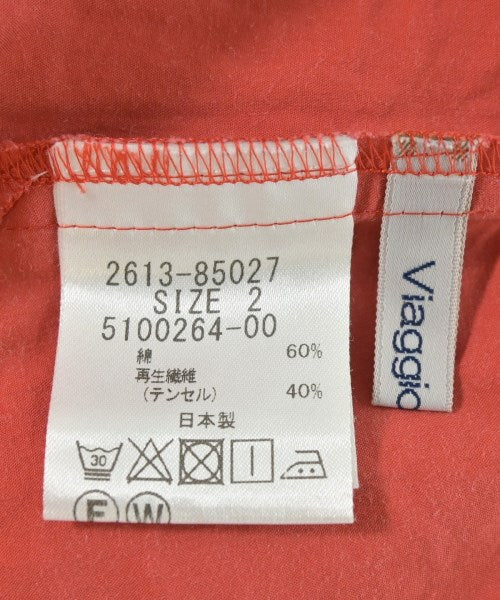 2613-85027
SIZE 2
5100264-00
綿 60%
再生繊維
(テンセル) 40%
日本製
30
F W
Viaggio